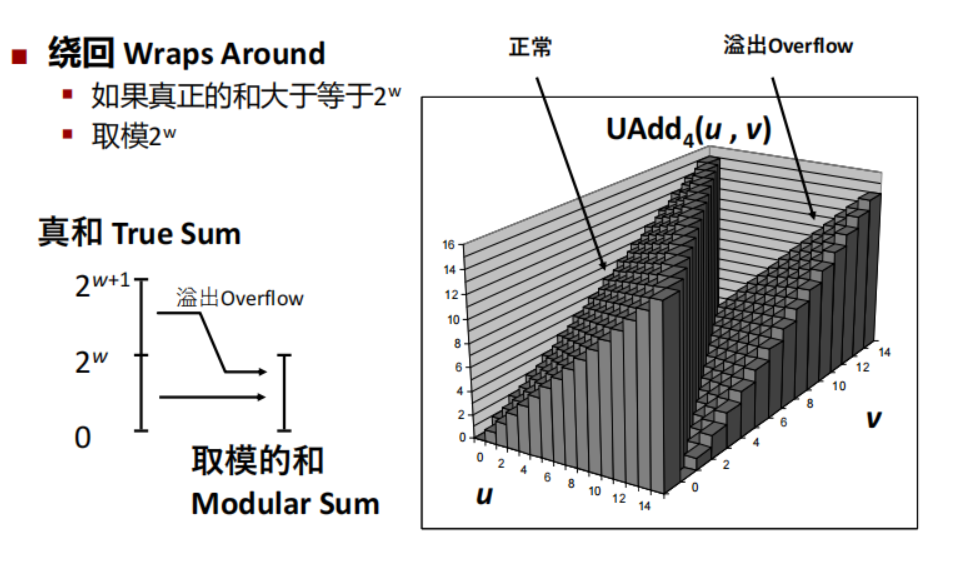 绕回 Wraps Around
如果真正的和大于等于2ʷ
取模2ʷ
真和 True Sum
2ʷ⁺¹
溢出Overflow
2ʷ
0
取模的和
Modular Sum
正常
溢出Overflow
UAdd₄(u , v)
16
14
12
10
8
6
4
2
0
0 2 4 6 8 10 12 14
u
0 2 4 6 8 10 12 14
v